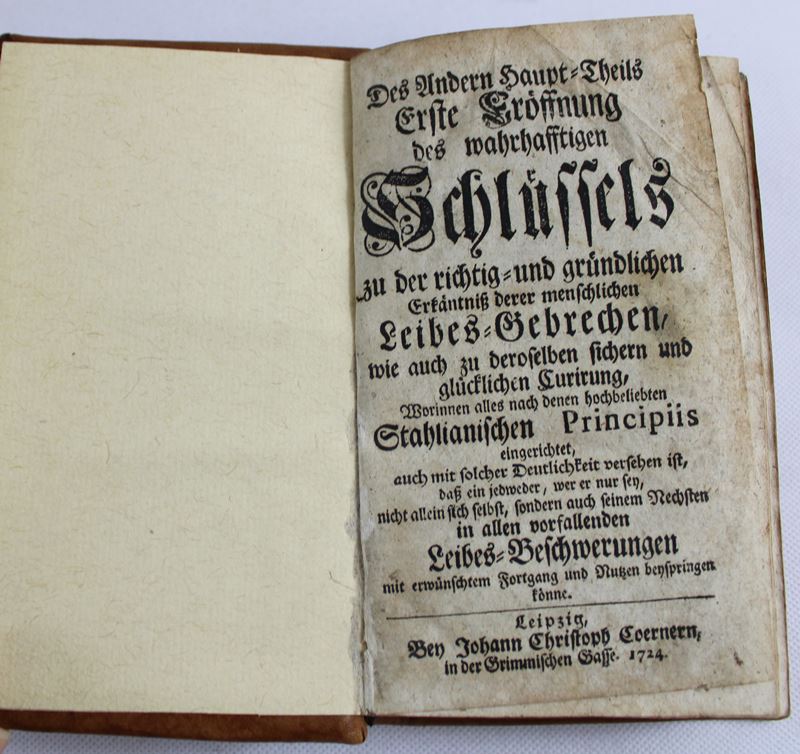 Des Andern Haupt-Theils
Erste Eröffnung
des wahrhafftigen
Schlüssels
zu der richtig- und gründlichen
Erkäntniß derer menschlichen
Leibes-Gebrechen,
wie auch zu deroselben sichern und
glücklichen Curirung,
Worinnen alles nach denen hochbeliebten
Stahlianischen Principiis
eingerichtet,
auch mit solcher Deutlichkeit versehen ist,
daß ein jedweder, wer er nur sey,
nicht allein sich selbst, sondern auch seinem Nechsten
in allen vorfallenden
Leibes-Beschwerungen
mit erwünschtem Fortgang und Nutzen beyspringen
könne.
Leipzig,
Bey Johann Christoph Coernern,
in der Grimmischen Gasse. 1724.